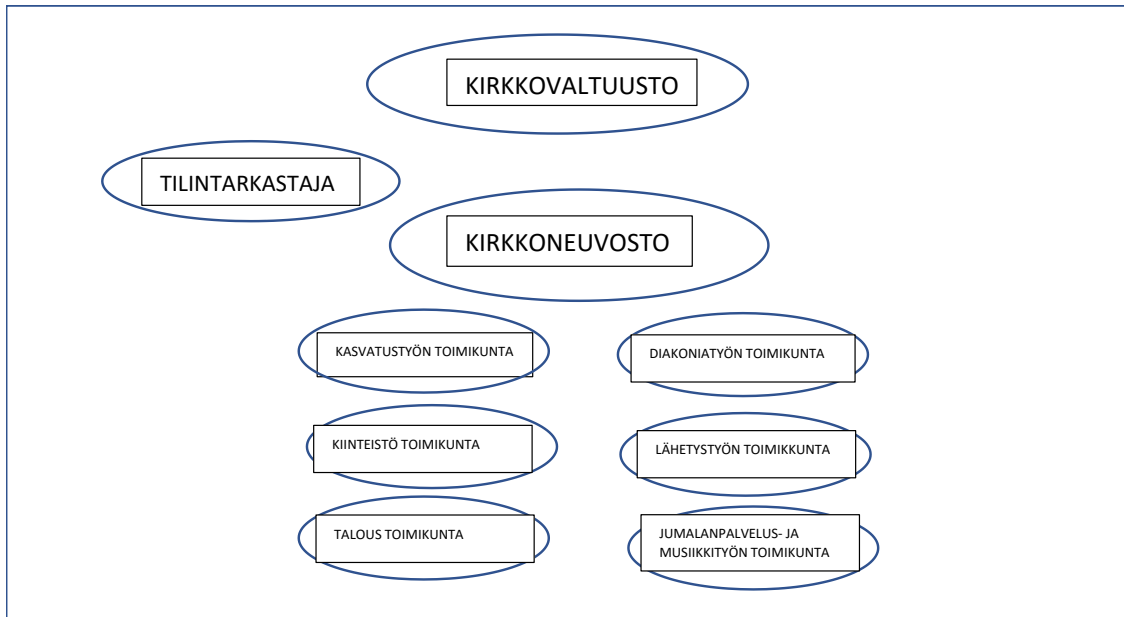 KIRKKOVALTUUSTO
TILINTARKASTAJA
KIRKKONEUVOSTO
KASVATUSTYÖN TOIMIKUNTA
DIAKONIATYÖN TOIMIKUNTA
KIINTEISTÖ TOIMIKUNTA
LÄHETYSTYÖN TOIMIKKUNTA
TALOUS TOIMIKUNTA
JUMALANPALVELUS- JA
MUSIIKKITYÖN TOIMIKUNTA